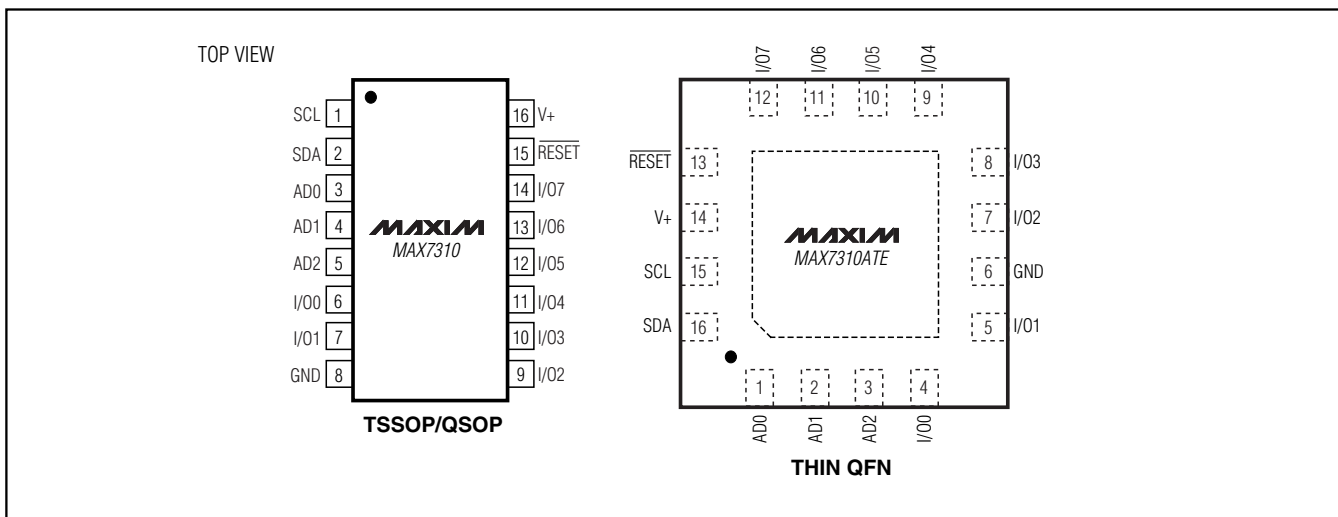 TOP VIEW
SCL 1
SDA 2
AD0 3
AD1 4
AD2 5
I/O0 6
I/O1 7
GND 8
MAXIM
MAX7310
16 V+
15 RESET
14 I/O7
13 I/O6
12 I/O5
11 I/O4
10 I/O3
9 I/O2
TSSOP/QSOP
I/O7 I/O6 I/O5 I/O4
12 11 10 9
RESET 13
V+ 14
SCL 15
SDA 16
MAXIM
MAX7310ATE
8 I/O3
7 I/O2
6 GND
5 I/O1
1 2 3 4
AD0 AD1 AD2 I/O0
THIN QFN